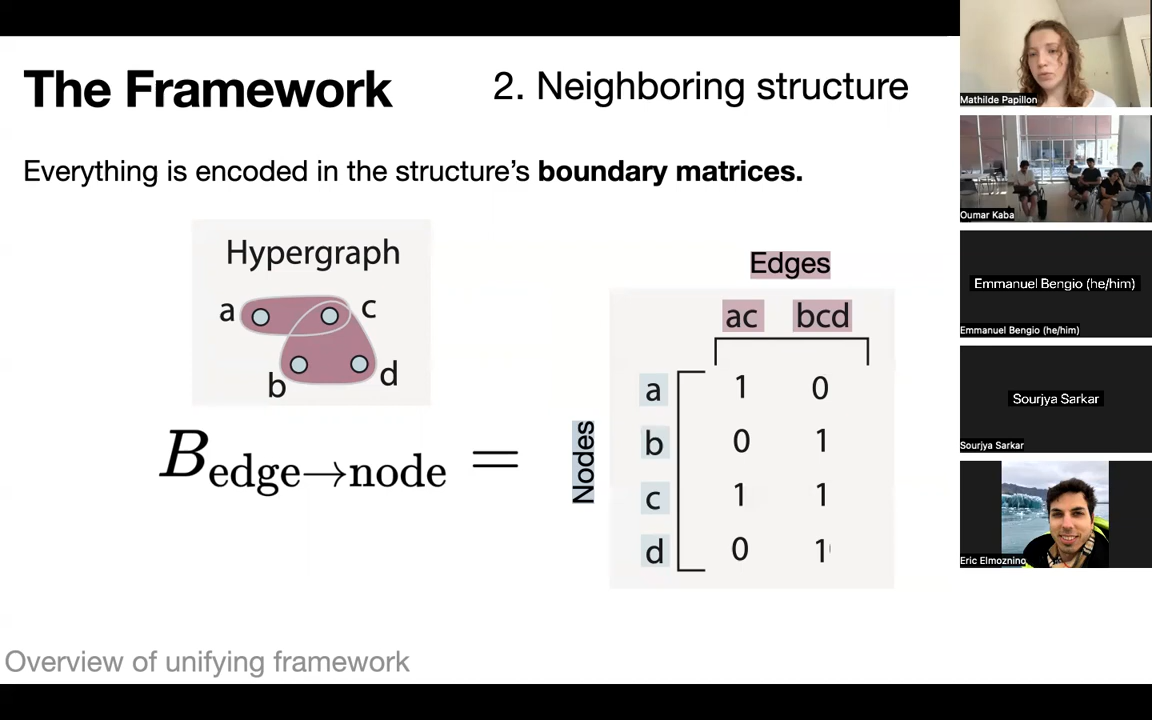 The Framework
2. Neighboring structure
Everything is encoded in the structure's boundary matrices.
Hypergraph
a
c
b
d
B edge→node =
Edges
ac bcd
Nodes
a 1 0
b 0 1
c 1 1
d 0 1
Overview of unifying framework
Mathilde Papillon
Oumar Kaba
Emmanuel Bengio (he/him)
Emmanuel Bengio (he/him)
Sourjya Sarkar
Sourjya Sarkar
Eric Elmoznino